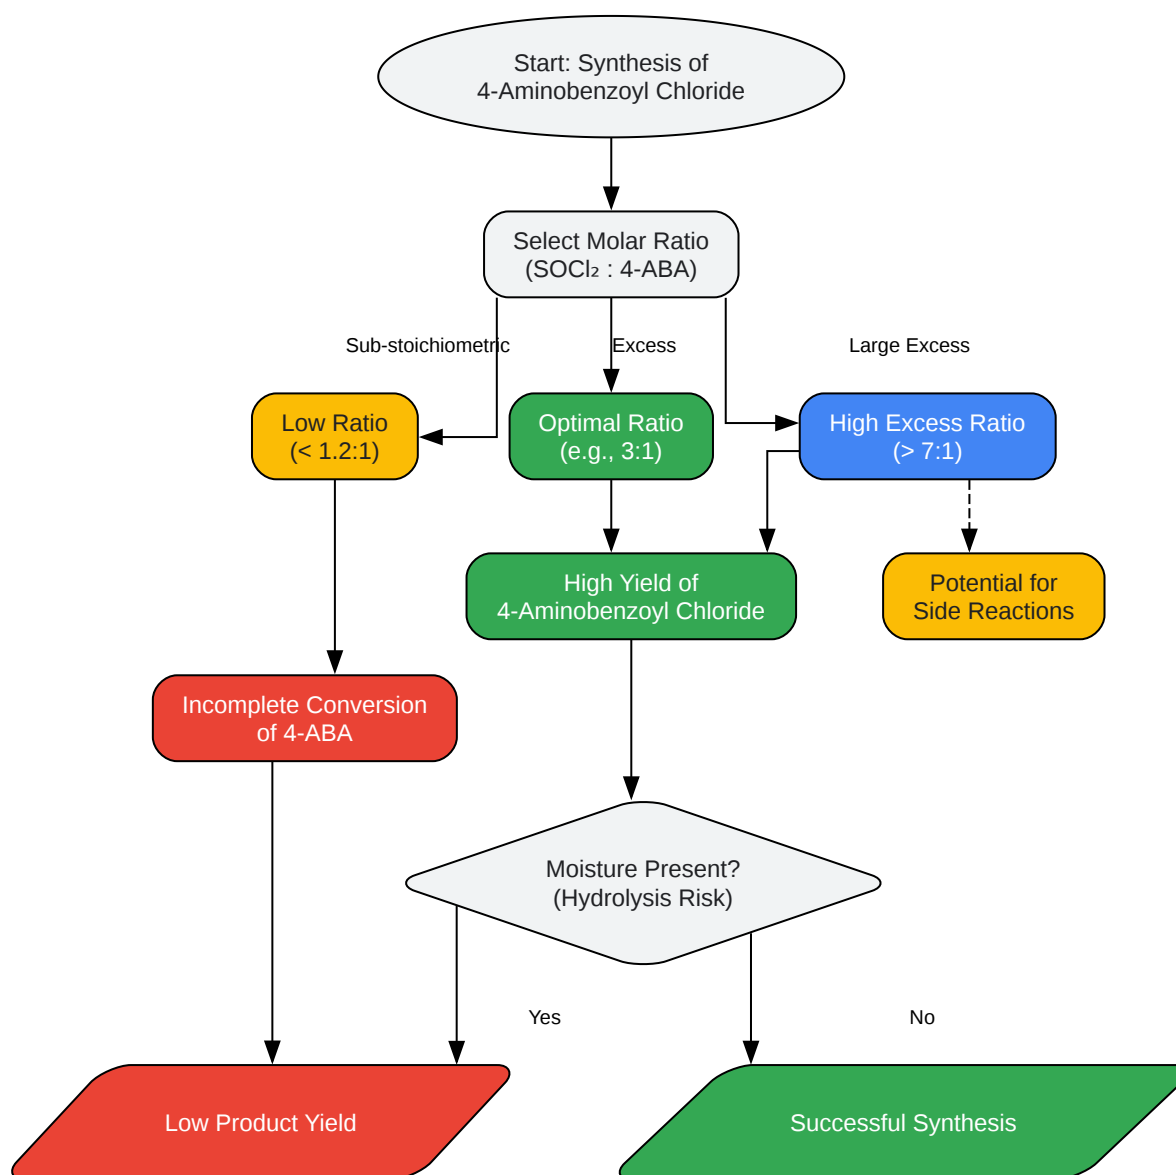 Start: Synthesis of
4-Aminobenzoyl Chloride
Select Molar Ratio
(SOCl₂ : 4-ABA)
Sub-stoichiometric
Excess
Large Excess
Low Ratio
(< 1.2:1)
Optimal Ratio
(e.g., 3:1)
High Excess Ratio
(> 7:1)
High Yield of
4-Aminobenzoyl Chloride
Potential for
Side Reactions
Incomplete Conversion
of 4-ABA
Moisture Present?
(Hydrolysis Risk)
Yes
No
Low Product Yield
Successful Synthesis